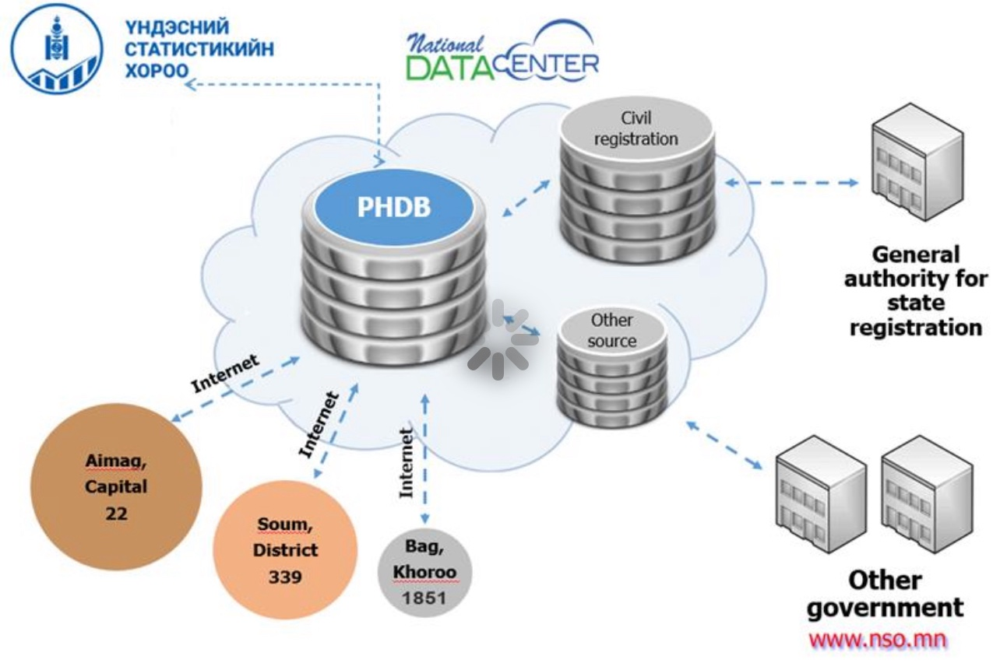 ҮНДЭСНИЙ
СТАТИСТИКИЙН
ХОРОО
National
DATACENTER
Civil
registration
PHDB
General
authority for
state
registration
Other
source
Internet
Internet
Internet
Aimag,
Capital
22
Soum,
District
339
Bag,
Khoroo
1851
Other
government
www.nso.mn